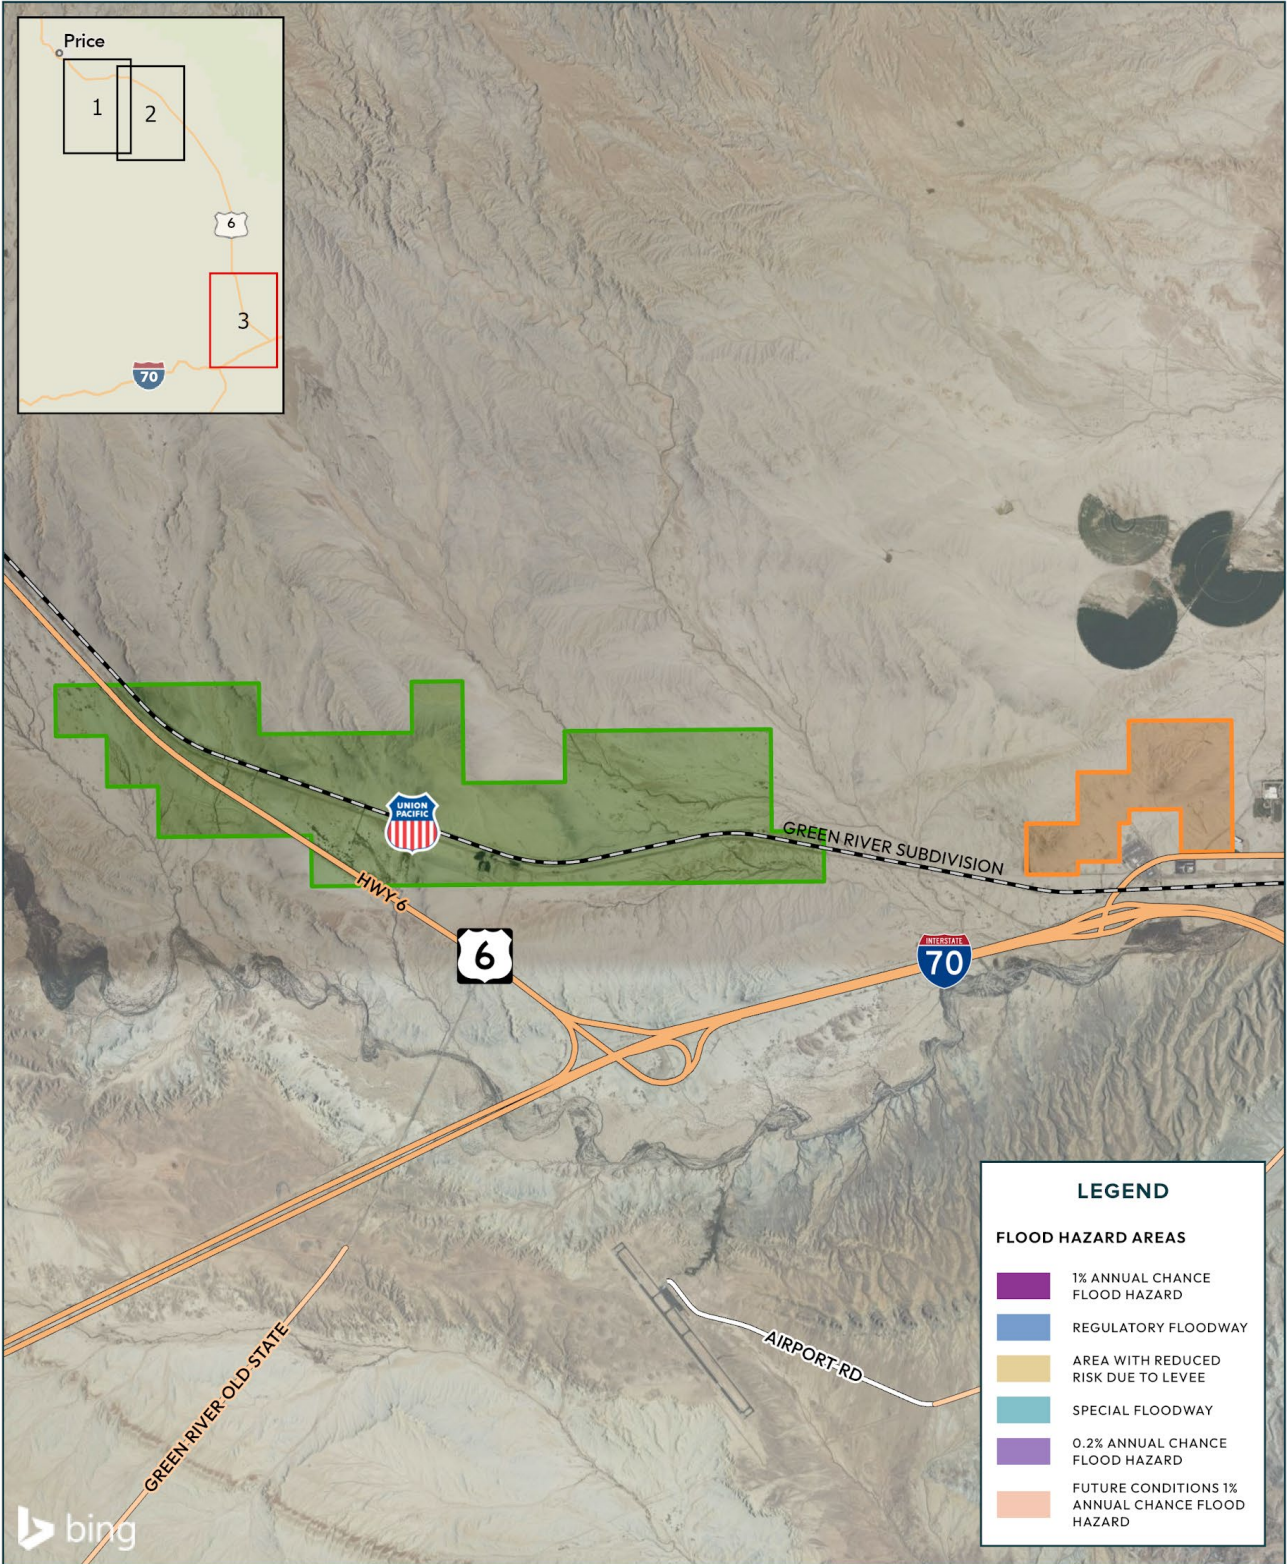 Price
1
2
6
3
70
UNION
PACIFIC
GREEN RIVER SUBDIVISION
HWY 6
6
INTERSTATE
70
GREEN RIVER OLD STATE
AIRPORT RD
LEGEND
FLOOD HAZARD AREAS
1% ANNUAL CHANCE
FLOOD HAZARD
REGULATORY FLOODWAY
AREA WITH REDUCED
RISK DUE TO LEVEE
SPECIAL FLOODWAY
0.2% ANNUAL CHANCE
FLOOD HAZARD
FUTURE CONDITIONS 1%
ANNUAL CHANCE FLOOD
HAZARD
bing